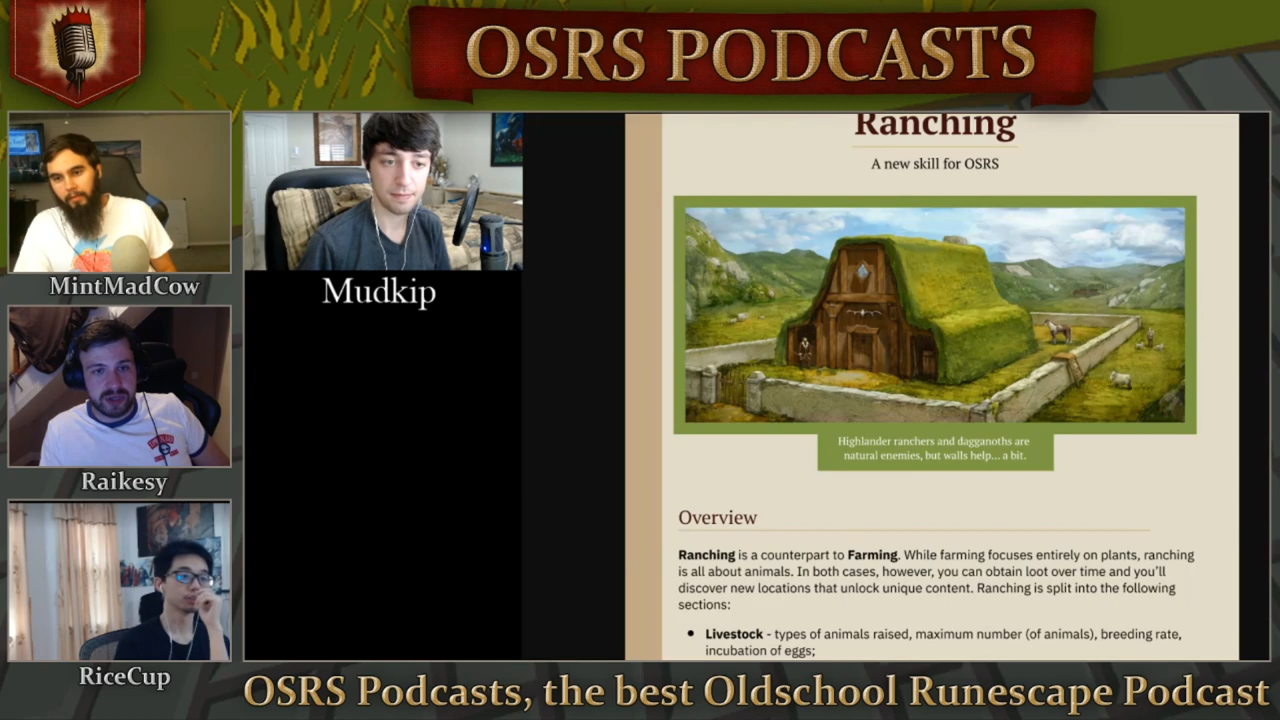 OSRS PODCASTS
MintMadCow
Raikesy
RiceCup
Mudkip
Ranching
A new skill for OSRS
Highlander ranchers and dagganoths are
natural enemies, but walls help... a bit.
Overview
Ranching is a counterpart to Farming. While farming focuses entirely on plants, ranching
is all about animals. In both cases, however, you can obtain loot over time and you'll
discover new locations that unlock unique content. Ranching is split into the following
sections:
• Livestock - types of animals raised, maximum number (of animals), breeding rate,
incubation of eggs;
OSRS Podcasts, the best Oldschool Runescape Podcast